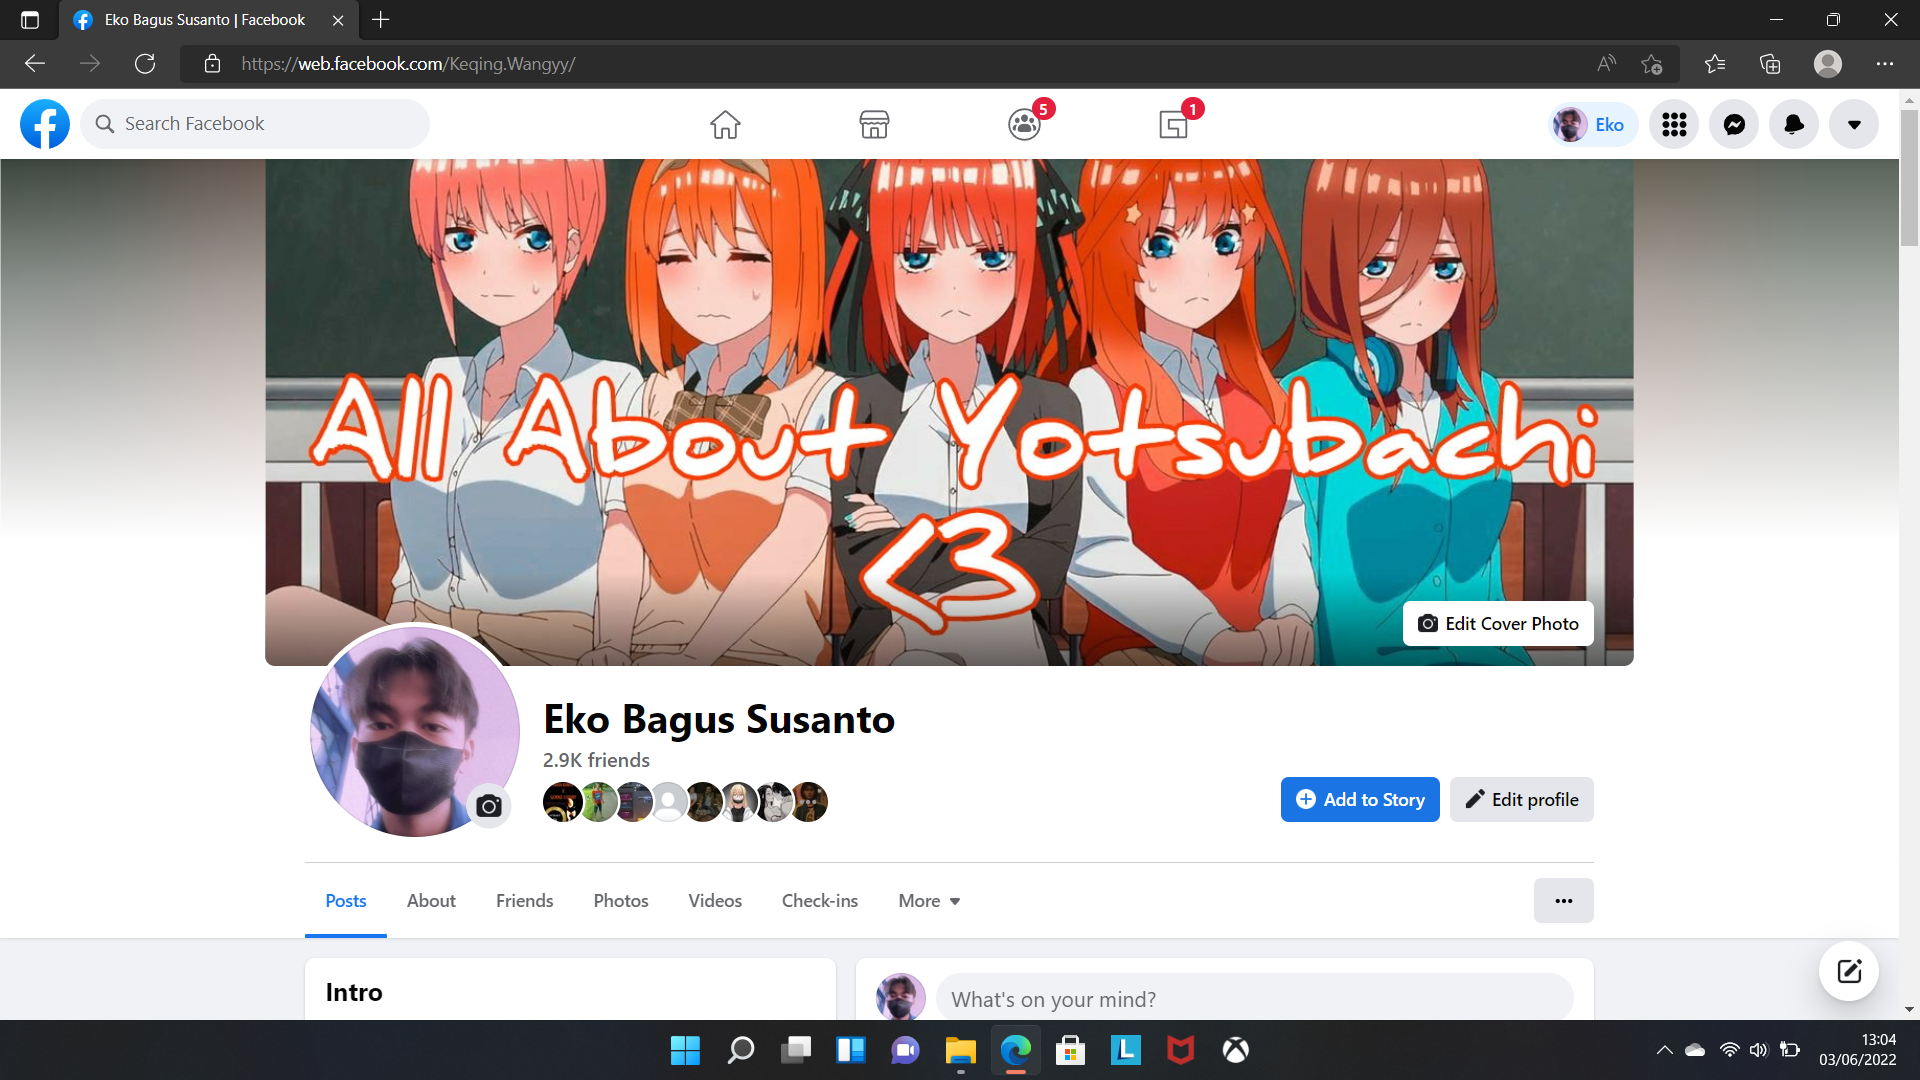 Eko Bagus Susanto | Facebook
https://web.facebook.com/Keqing.Wangyy/
Search Facebook
5
1
Eko
All About Yotsubachi
<3
Edit Cover Photo
Eko Bagus Susanto
2.9K friends
Add to Story
Edit profile
Posts
About
Friends
Photos
Videos
Check-ins
More
Intro
What's on your mind?
13:04
03/06/2022